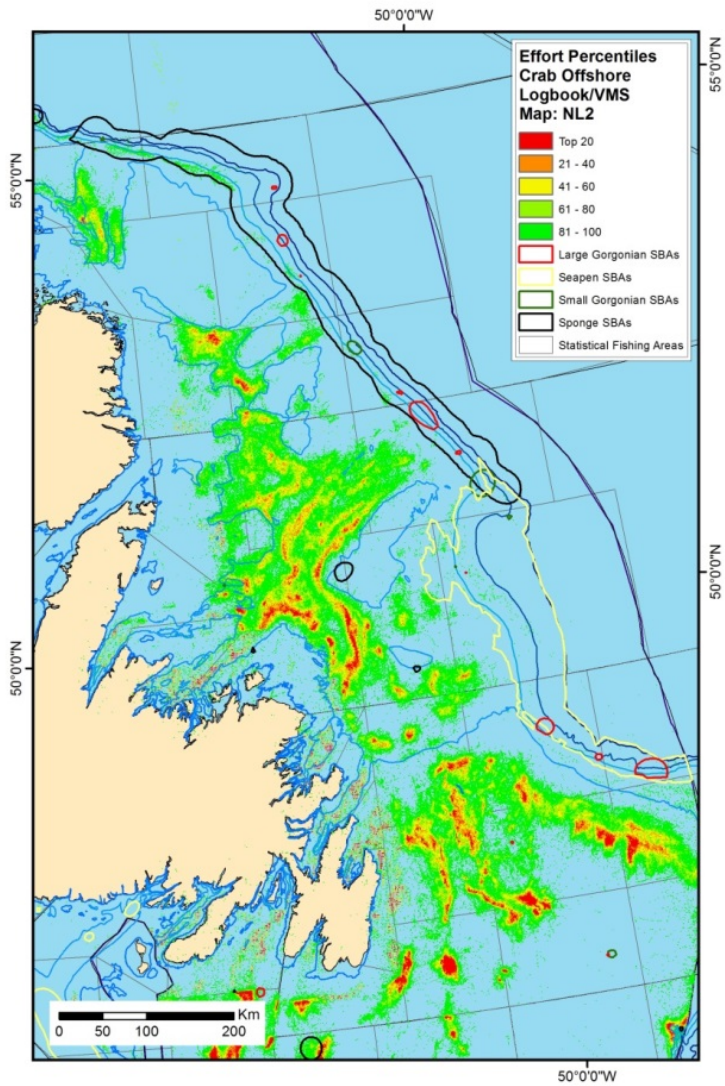 50°0'0"W
Effort Percentiles
Crab Offshore
Logbook/VMS
Map: NL2
Top 20
21 - 40
41 - 60
61 - 80
81 - 100
Large Gorgonian SBAs
Seapen SBAs
Small Gorgonian SBAs
Sponge SBAs
Statistical Fishing Areas
50°0'0"N
55°0'0"N
50°0'0"N
50°0'0"N
Km
0 50 100 200
50°0'0"W